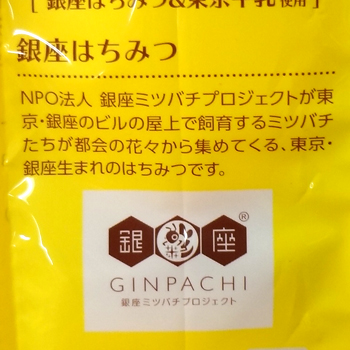 [ 銀座はちみつ&東京牛乳使用 ]
銀座はちみつ
NPO法人 銀座ミツバチプロジェクトが東
京・銀座のビルの屋上で飼育するミツバチ
たちが都会の花々から集めてくる、東京・
銀座生まれのはちみつです。
銀 座 ®
GINPACHI
銀座ミツバチプロジェクト